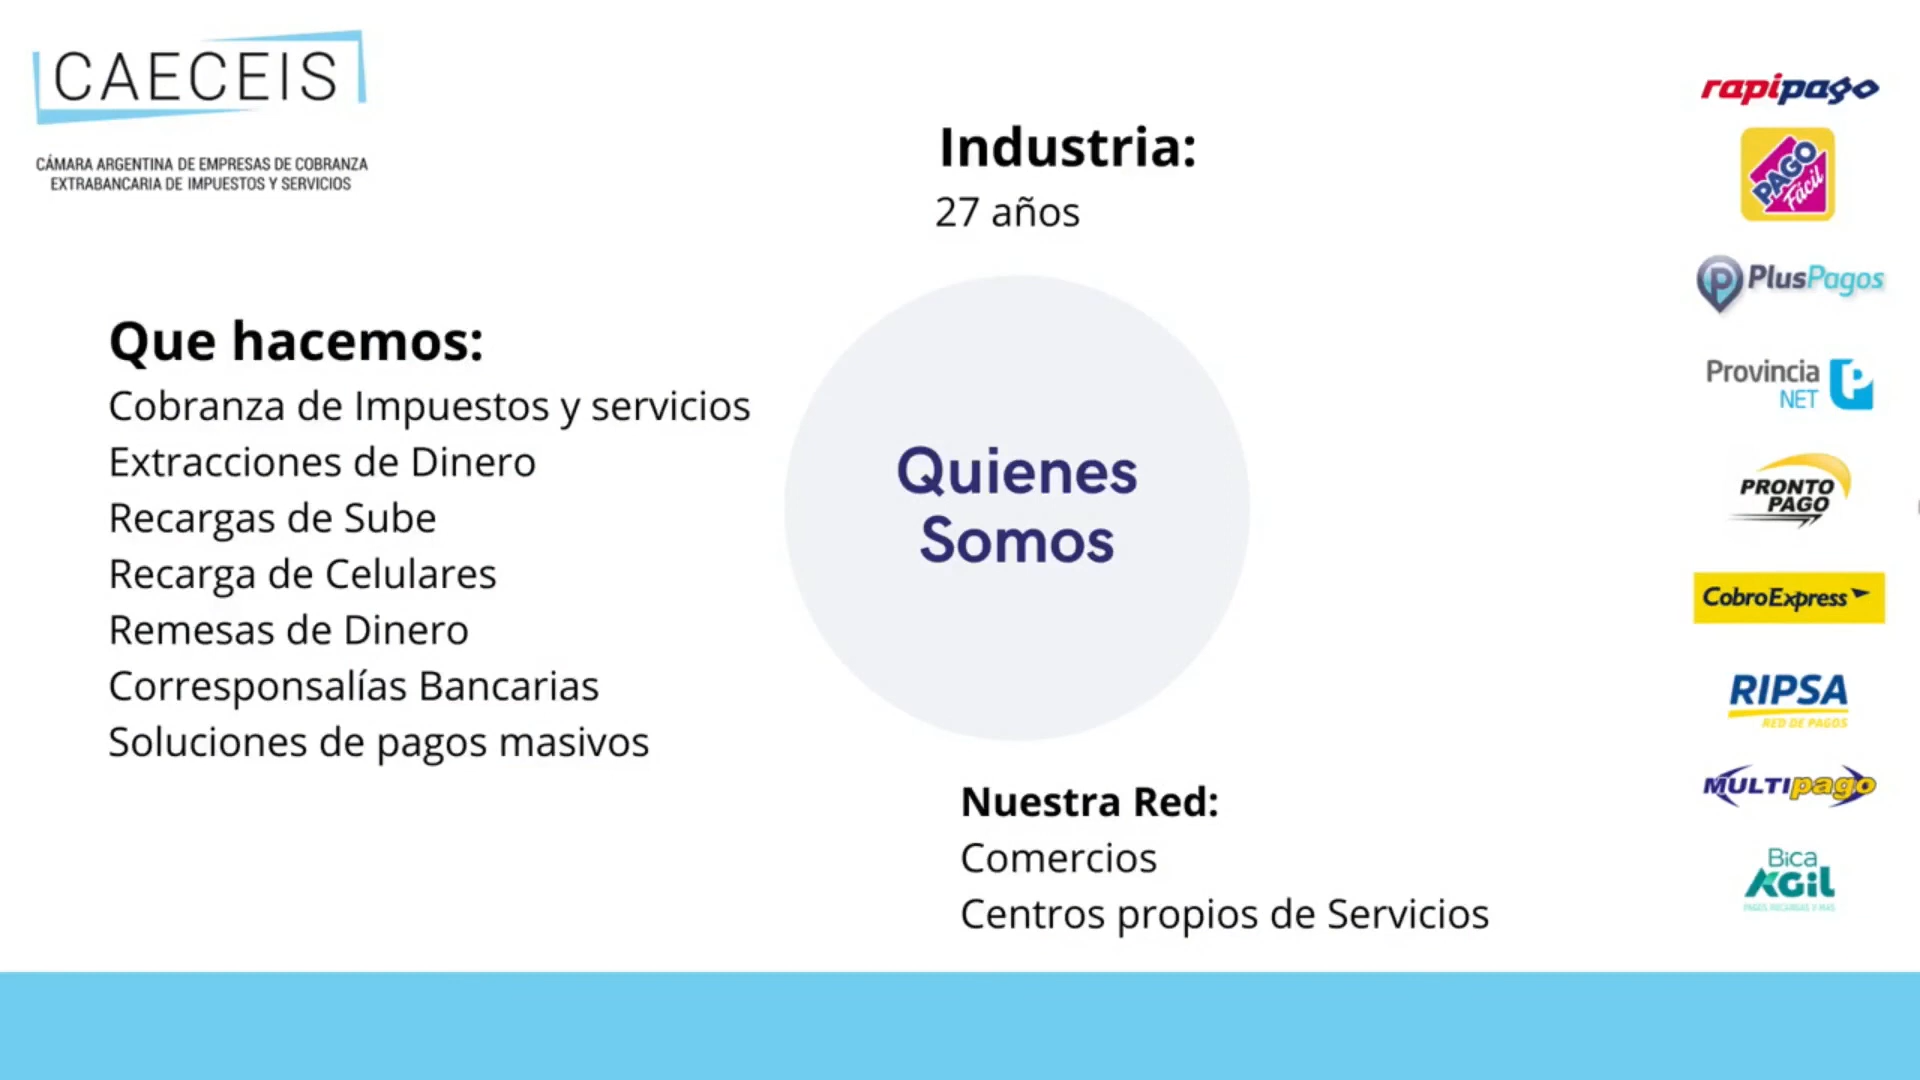 CAECEIS
CÁMARA ARGENTINA DE EMPRESAS DE COBRANZA
EXTRABANCARIA DE IMPUESTOS Y SERVICIOS
Industria:
27 años
Que hacemos:
Cobranza de Impuestos y servicios
Extracciones de Dinero
Recargas de Sube
Recarga de Celulares
Remesas de Dinero
Corresponsalías Bancarias
Soluciones de pagos masivos
Quienes
Somos
Nuestra Red:
Comercios
Centros propios de Servicios
rapipago
PAGO
Fácil
PlusPagos
Provincia
NET
PRONTO
PAGO
CobroExpress
RIPSA
RED DE PAGOS
MULTIpago
Bica
AGIL
PAGOS RECARGAS Y MAS